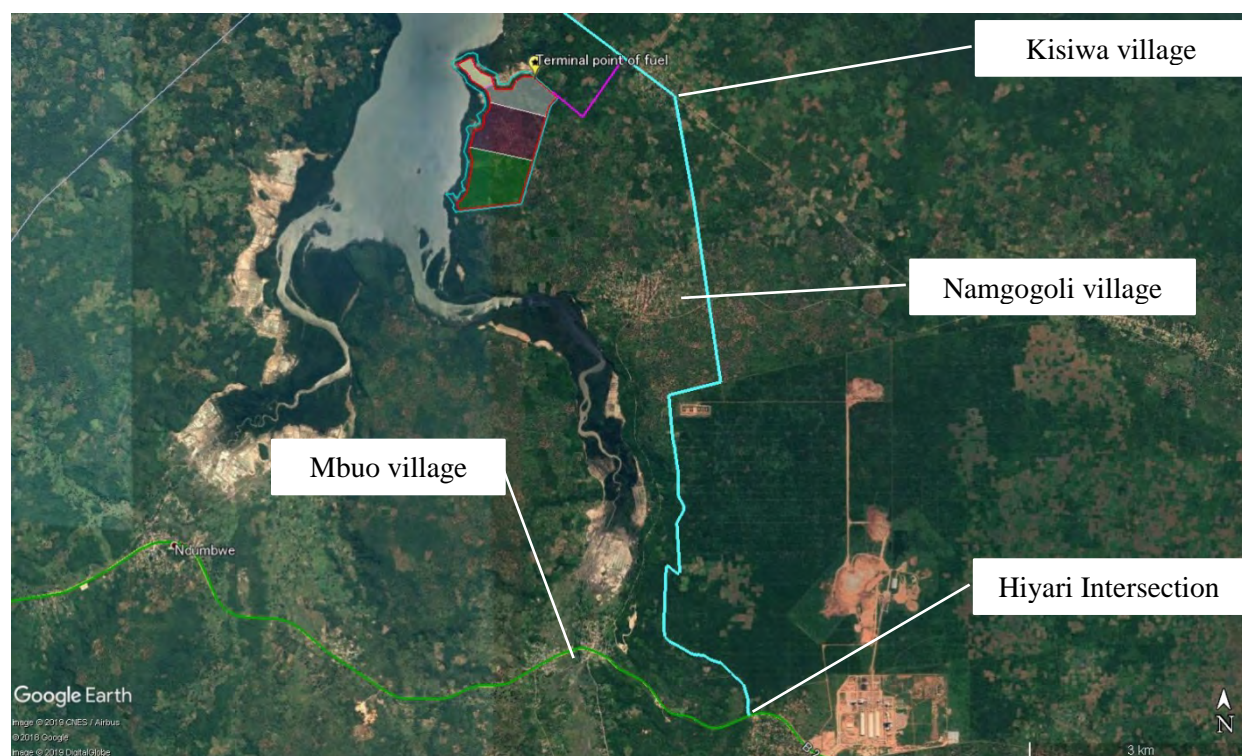 Kisiwa village
Terminal point of fuel
Namgogoli village
Mbuo village
Ndumbwe
Hiyari Intersection
Google Earth
Image © 2019 CNES / Airbus
© 2018 Google
Image © 2019 DigitalGlobe
N
3 km